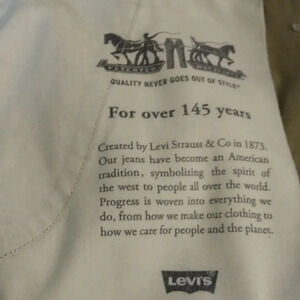 QUALITY NEVER GOES OUT OF STYLE®
For over 145 years
Created by Levi Strauss & Co in 1873.
Our jeans have become an American
tradition, symbolizing the spirit of
the west to people all over the world.
Progress is woven into everything we
do, from how we make our clothing to
how we care for people and the planet.
Levi's